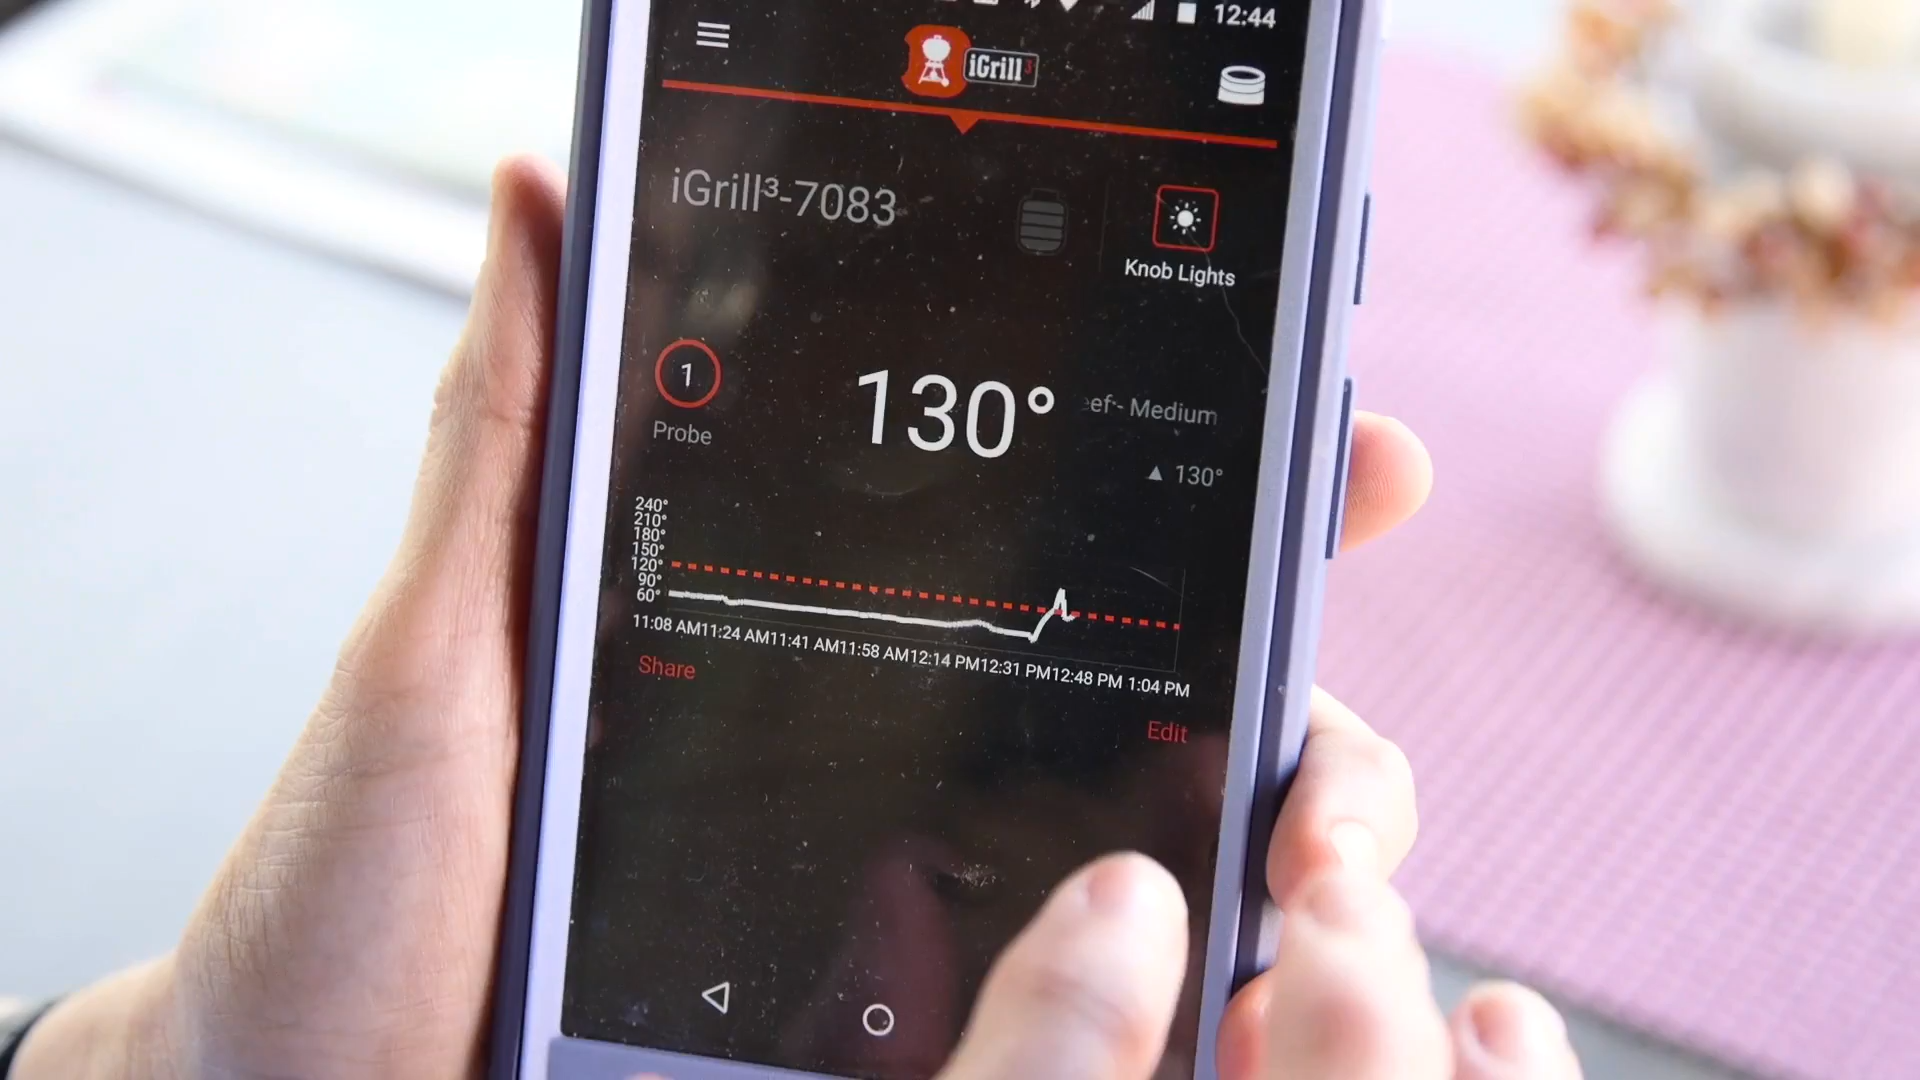 12:44
iGrill³
iGrill³-7083
Knob Lights
1
Probe
130°
eef - Medium
▲ 130°
240°
210°
180°
150°
120°
90°
60°
11:08 AM11:24 AM11:41 AM11:58 AM12:14 PM12:31 PM12:48 PM 1:04 PM
Share
Edit